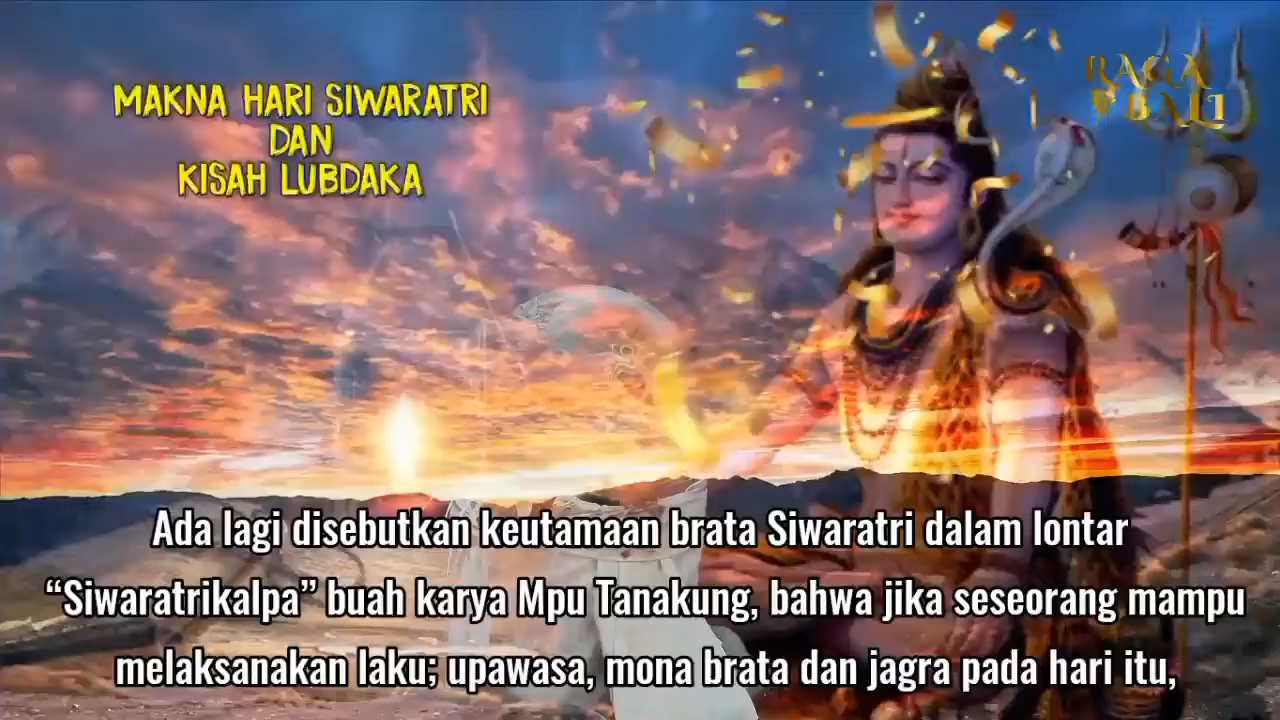 MAKNA HARI SIWARATRI
DAN
KISAH LUBDAKA
RAGA
BALI
Ada lagi disebutkan keutamaan brata Siwaratri dalam lontar
“Siwaratrikalpa” buah karya Mpu Tanakung, bahwa jika seseorang mampu
melaksanakan laku; upawasa, mona brata dan jagra pada hari itu,